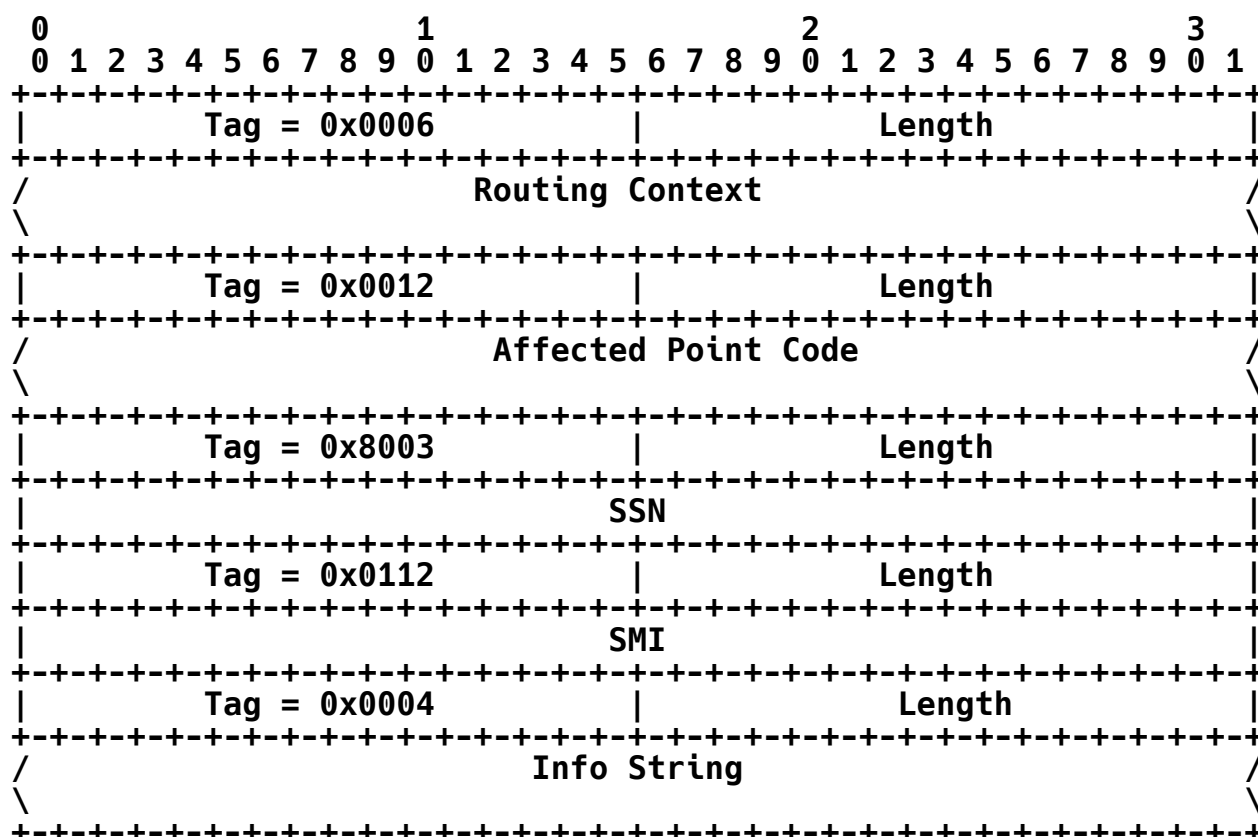 0                   1                   2                   3
 0 1 2 3 4 5 6 7 8 9 0 1 2 3 4 5 6 7 8 9 0 1 2 3 4 5 6 7 8 9 0 1
+-+-+-+-+-+-+-+-+-+-+-+-+-+-+-+-+-+-+-+-+-+-+-+-+-+-+-+-+-+-+-+-+
|         Tag = 0x0006          |            Length             |
+-+-+-+-+-+-+-+-+-+-+-+-+-+-+-+-+-+-+-+-+-+-+-+-+-+-+-+-+-+-+-+-+
/                       Routing Context                         /
\                                                               \
+-+-+-+-+-+-+-+-+-+-+-+-+-+-+-+-+-+-+-+-+-+-+-+-+-+-+-+-+-+-+-+-+
|         Tag = 0x0012          |            Length             |
+-+-+-+-+-+-+-+-+-+-+-+-+-+-+-+-+-+-+-+-+-+-+-+-+-+-+-+-+-+-+-+-+
/                        Affected Point Code                    /
\                                                               \
+-+-+-+-+-+-+-+-+-+-+-+-+-+-+-+-+-+-+-+-+-+-+-+-+-+-+-+-+-+-+-+-+
|         Tag = 0x8003          |            Length             |
+-+-+-+-+-+-+-+-+-+-+-+-+-+-+-+-+-+-+-+-+-+-+-+-+-+-+-+-+-+-+-+-+
|                              SSN                              |
+-+-+-+-+-+-+-+-+-+-+-+-+-+-+-+-+-+-+-+-+-+-+-+-+-+-+-+-+-+-+-+-+
|         Tag = 0x0112          |            Length             |
+-+-+-+-+-+-+-+-+-+-+-+-+-+-+-+-+-+-+-+-+-+-+-+-+-+-+-+-+-+-+-+-+
|                              SMI                              |
+-+-+-+-+-+-+-+-+-+-+-+-+-+-+-+-+-+-+-+-+-+-+-+-+-+-+-+-+-+-+-+-+
|         Tag = 0x0004          |             Length            |
+-+-+-+-+-+-+-+-+-+-+-+-+-+-+-+-+-+-+-+-+-+-+-+-+-+-+-+-+-+-+-+-+
/                          Info String                          /
\                                                               \
+-+-+-+-+-+-+-+-+-+-+-+-+-+-+-+-+-+-+-+-+-+-+-+-+-+-+-+-+-+-+-+-+